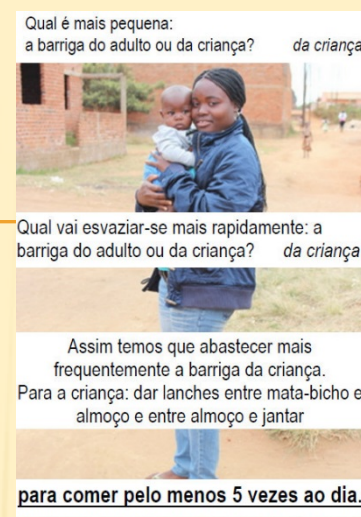 Qual é mais pequena:
a barriga do adulto ou da criança? da criança
Qual vai esvaziar-se mais rapidamente: a
barriga do adulto ou da criança? da criança
Assim temos que abastecer mais
frequentemente a barriga da criança.
Para a criança: dar lanches entre mata-bicho e
almoço e entre almoço e jantar
para comer pelo menos 5 vezes ao dia.